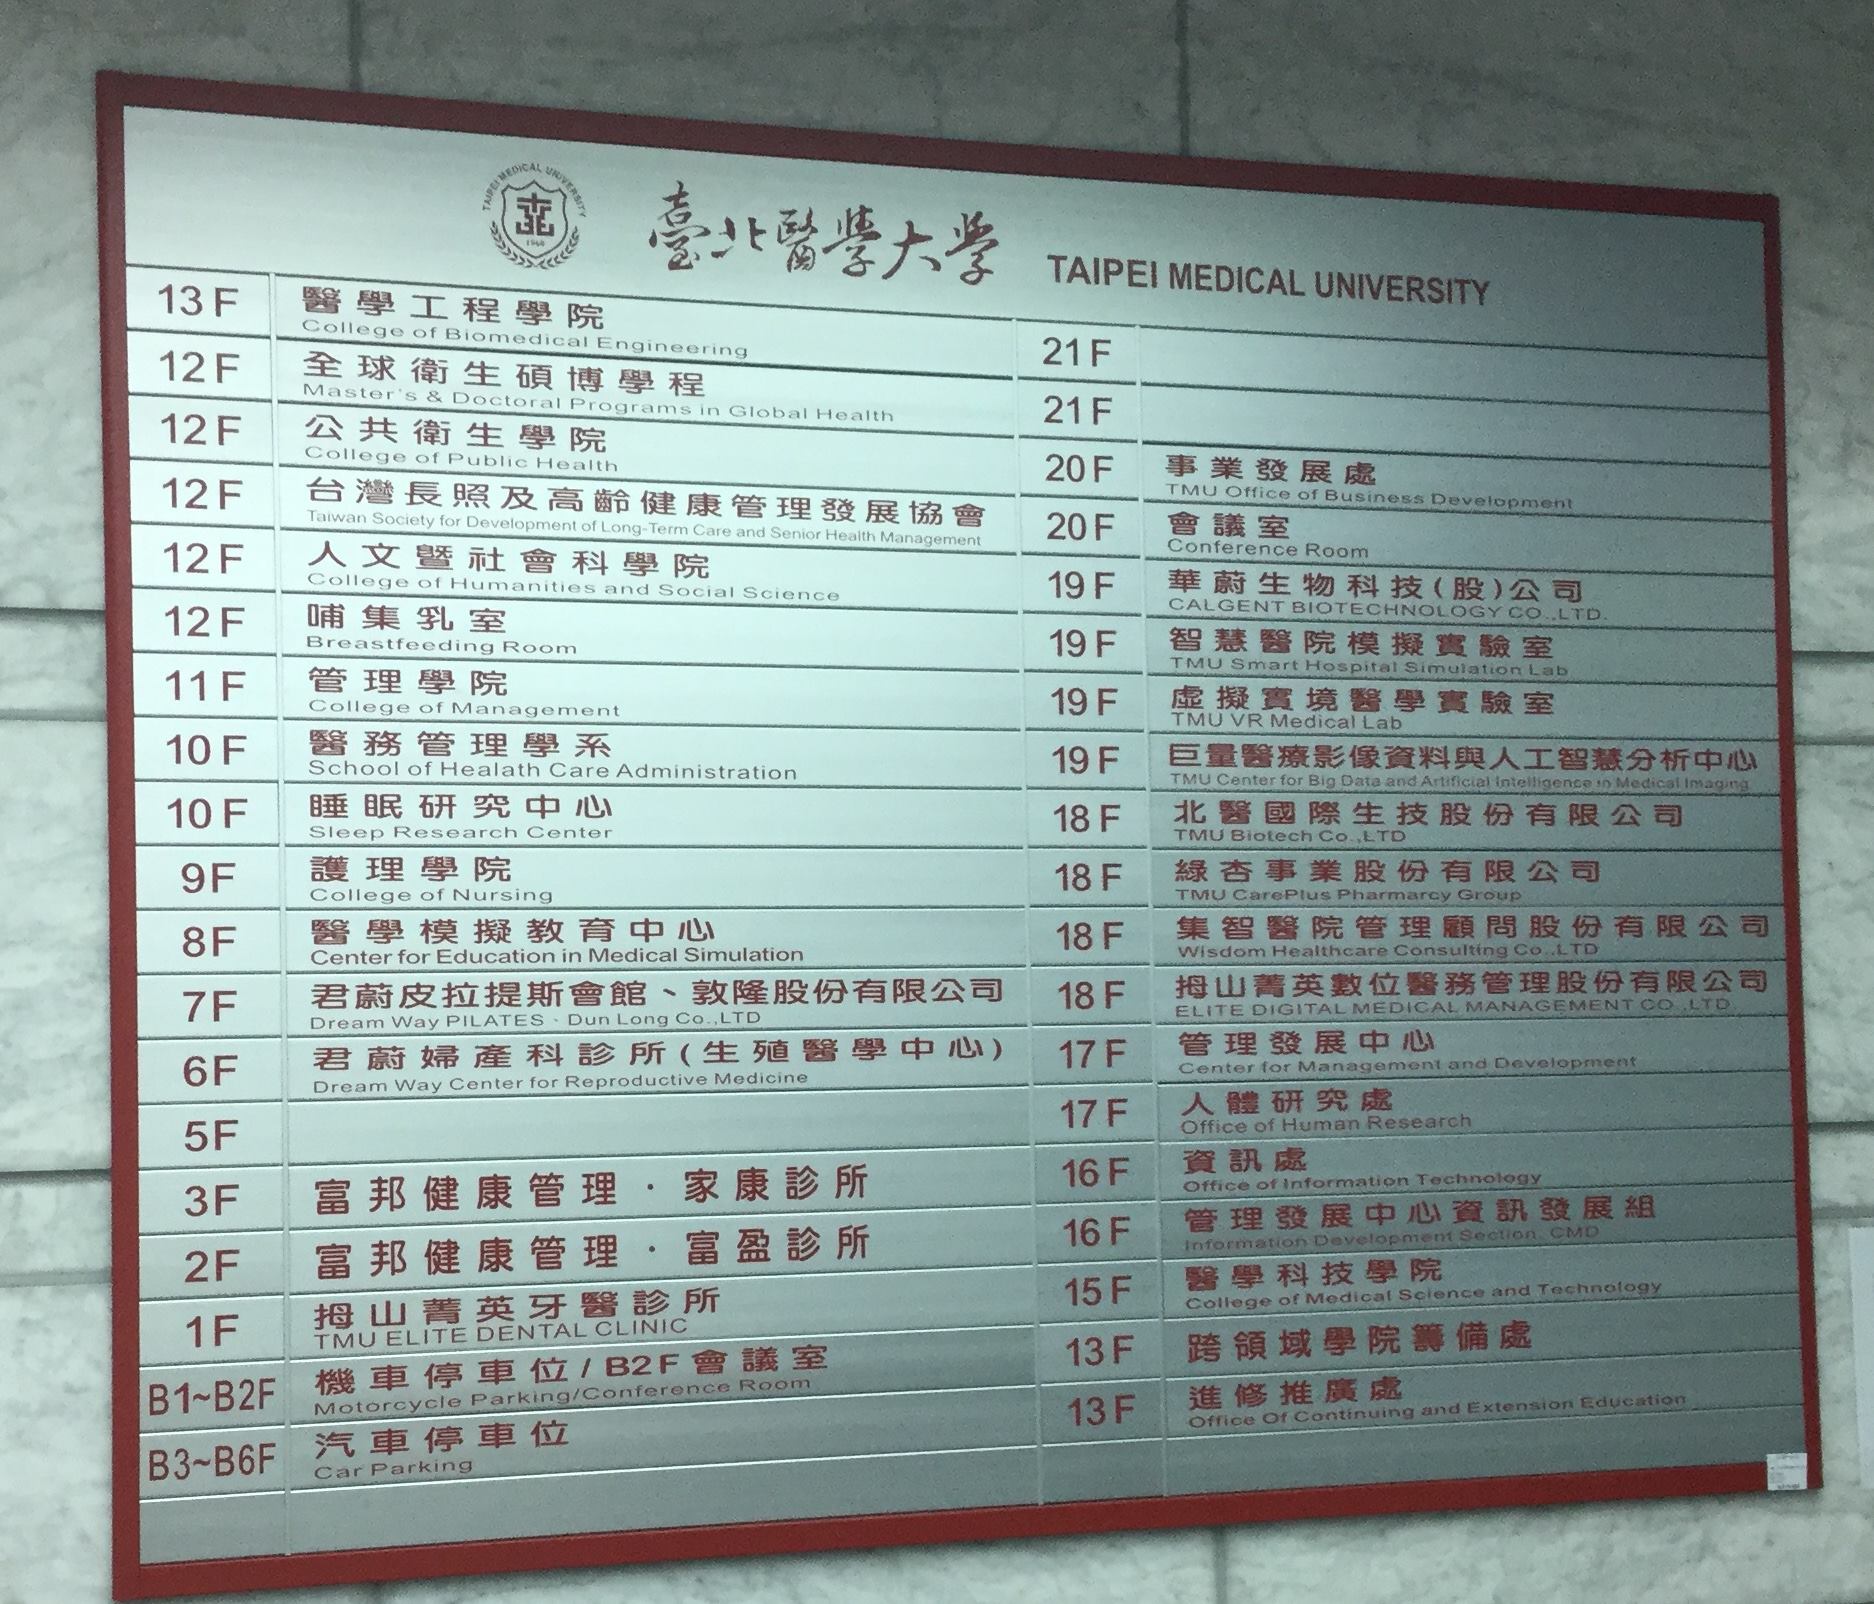 TAIPEI MEDICAL UNIVERSITY
1960
臺北醫學大學 TAIPEI MEDICAL UNIVERSITY
13F 醫學工程學院
College of Biomedical Engineering
12F 全球衛生碩博學程
Master's & Doctoral Programs in Global Health
12F 公共衛生學院
College of Public Health
12F 台灣長照及高齡健康管理發展協會
Taiwan Society for Development of Long-Term Care and Senior Health Management
12F 人文暨社會科學院
College of Humanities and Social Science
12F 哺集乳室
Breastfeeding Room
11F 管理學院
College of Management
10F 醫務管理學系
School of Healath Care Administration
10F 睡眠研究中心
Sleep Research Center
9F 護理學院
College of Nursing
8F 醫學模擬教育中心
Center for Education in Medical Simulation
7F 君蔚皮拉提斯會館、敦隆股份有限公司
Dream Way PILATES、Dun Long Co.,LTD
6F 君蔚婦產科診所(生殖醫學中心)
Dream Way Center for Reproductive Medicine
5F
3F 富邦健康管理・家康診所
2F 富邦健康管理・富盈診所
1F 拇山菁英牙醫診所
TMU ELITE DENTAL CLINIC
B1~B2F 機車停車位/B2F會議室
Motorcycle Parking/Conference Room
B3~B6F 汽車停車位
Car Parking
21F
21F
20F 事業發展處
TMU Office of Business Development
20F 會議室
Conference Room
19F 華蔚生物科技(股)公司
CALGENT BIOTECHNOLOGY CO.,LTD.
19F 智慧醫院模擬實驗室
TMU Smart Hospital Simulation Lab
19F 虛擬實境醫學實驗室
TMU VR Medical Lab
19F 巨量醫療影像資料與人工智慧分析中心
TMU Center for Big Data and Artificial Intelligence in Medical Imaging
18F 北醫國際生技股份有限公司
TMU Biotech Co.,LTD
18F 綠杏事業股份有限公司
TMU CarePlus Pharmarcy Group
18F 集智醫院管理顧問股份有限公司
Wisdom Healthcare Consulting Co.,LTD
18F 拇山菁英數位醫務管理股份有限公司
ELITE DIGITAL MEDICAL MANAGEMENT CO.,LTD.
17F 管理發展中心
Center for Management and Development
17F 人體研究處
Office of Human Research
16F 資訊處
Office of Information Technology
16F 管理發展中心資訊發展組
Information Development Section, CMD
15F 醫學科技學院
College of Medical Science and Technology
13F 跨領域學院籌備處
13F 進修推廣處
Office Of Continuing and Extension Education